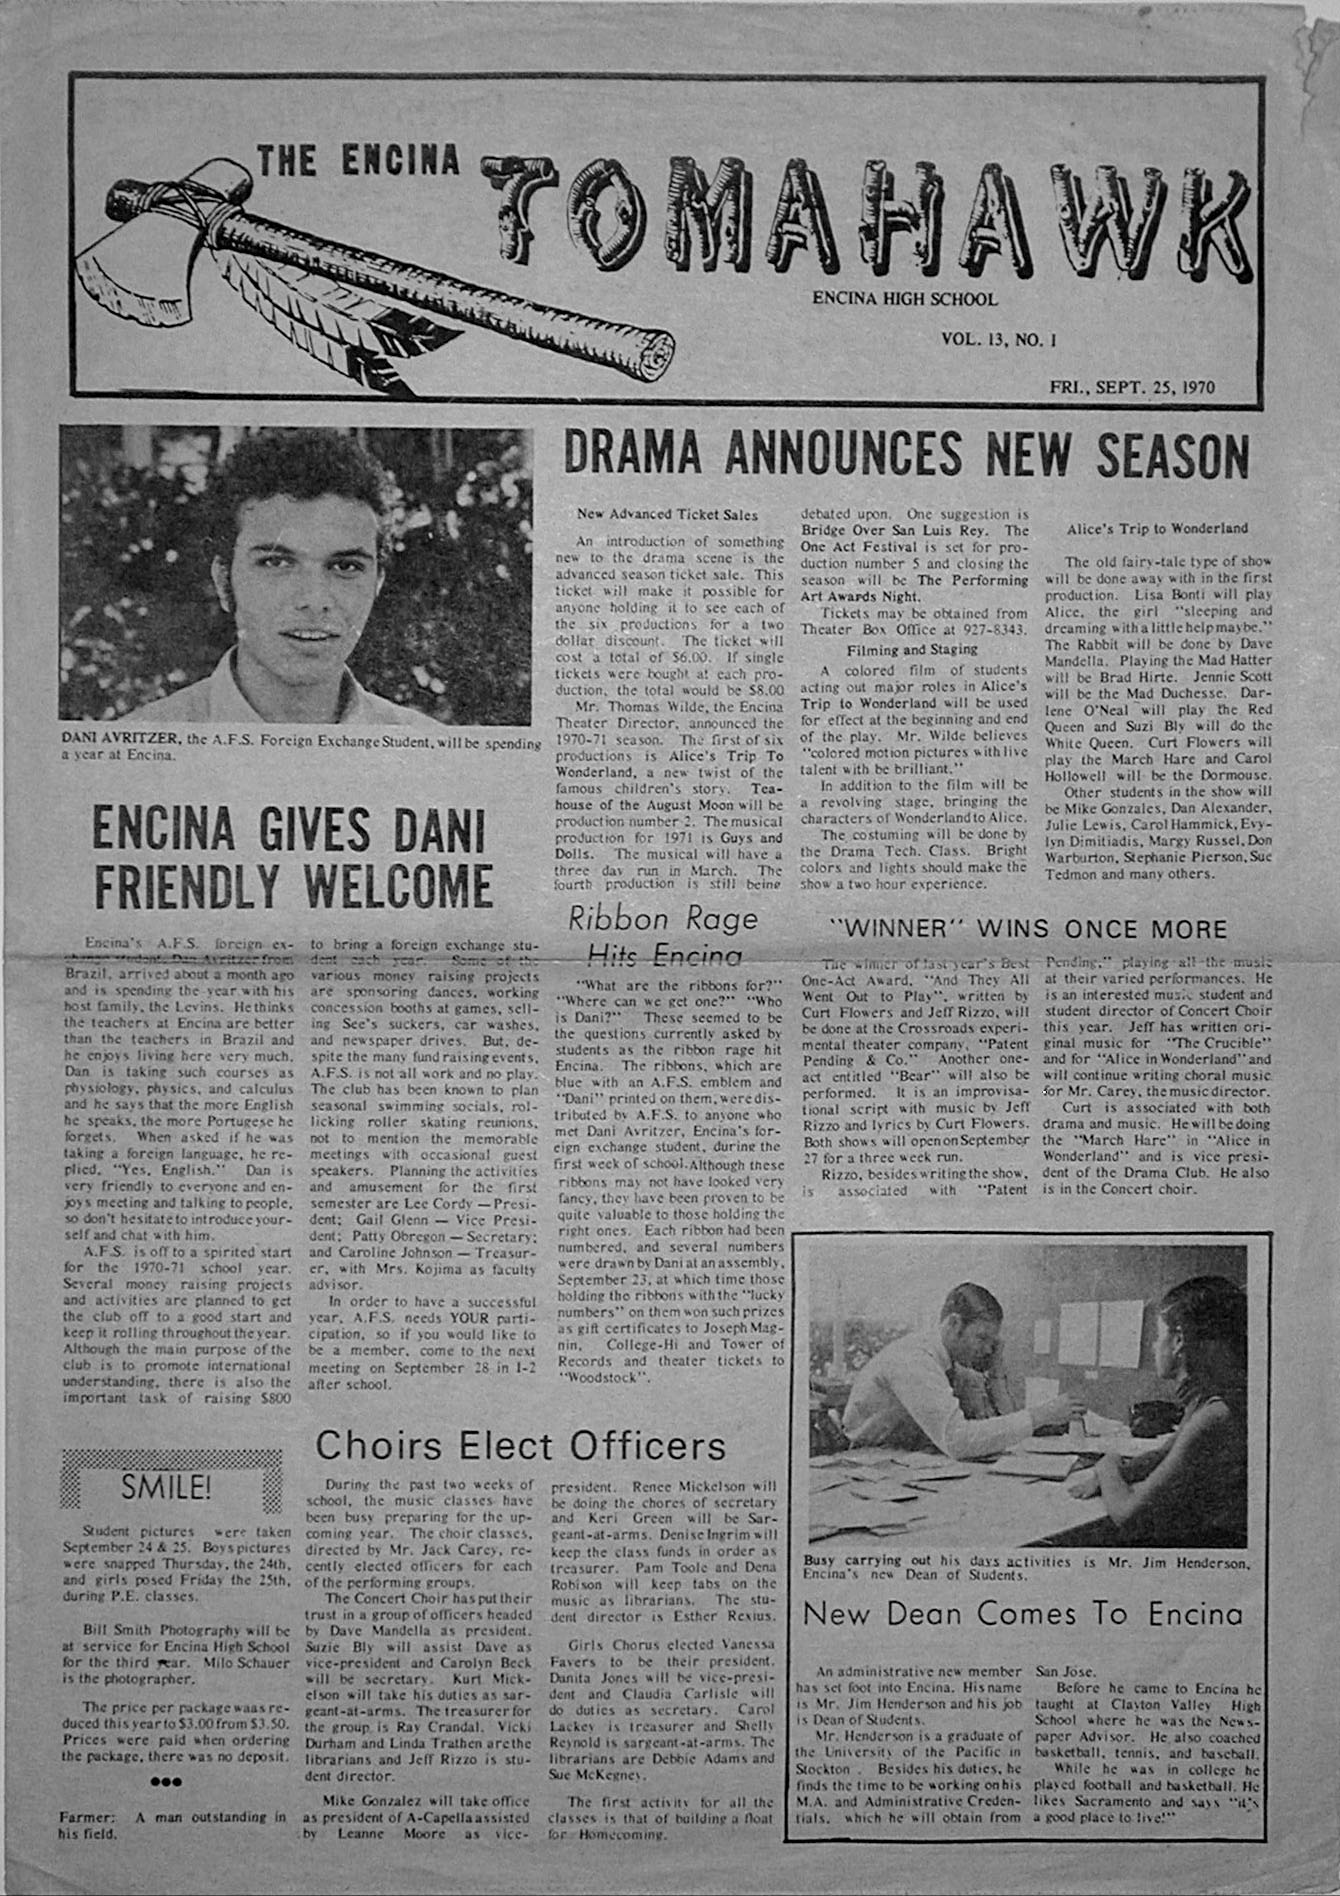 THE ENCINA TOMAHAWK
ENCINA HIGH SCHOOL
VOL. 13, NO. 1
FRI., SEPT. 25, 1970
DANI AVRITZER, the A.F.S. Foreign Exchange Student, will be spending
a year at Encina.
ENCINA GIVES DANI
FRIENDLY WELCOME
Encina's A.F.S. foreign ex-
change student, Dan Avritzer from
Brazil, arrived about a month ago
and is spending the year with his
host family, the Levins. He thinks
the teachers at Encina are better
than the teachers in Brazil and
he enjoys living here very much.
Dan is taking such courses as
physiology, physics, and calculus
and he says that the more English
he speaks, the more Portugese he
forgets. When asked if he was
taking a foreign language, he re-
plied, "Yes, English." Dan is
very friendly to everyone and en-
joys meeting and talking to people,
so don't hesitate to introduce your-
self and chat with him.
A.F.S. is off to a spirited start
for the 1970-71 school year.
Several money raising projects
and activities are planned to get
the club off to a good start and
keep it rolling throughout the year.
Although the main purpose of the
club is to promote international
understanding, there is also the
important task of raising $800
to bring a foreign exchange stu-
dent each year. Some of the
various money raising projects
are sponsoring dances, working
concession booths at games, sell-
ing See's suckers, car washes,
and newspaper drives. But, de-
spite the many fund raising events,
A.F.S. is not all work and no play.
The club has been known to plan
seasonal swimming socials, rol-
licking roller skating reunions,
not to mention the memorable
meetings with occasional guest
speakers. Planning the activities
and amusement for the first
semester are Lee Cordy — Presi-
dent; Gail Glenn — Vice Presi-
dent; Patty Obregon — Secretary;
and Caroline Johnson — Treasur-
er, with Mrs. Kojima as faculty
advisor.
In order to have a successful
year, A.F.S. needs YOUR parti-
cipation, so if you would like to
be a member, come to the next
meeting on September 28 in I-2
after school.
DRAMA ANNOUNCES NEW SEASON
New Advanced Ticket Sales
An introduction of something
new to the drama scene is the
advanced season ticket sale. This
ticket will make it possible for
anyone holding it to see each of
the six productions for a two
dollar discount. The ticket will
cost a total of $6.00. If single
tickets were bought at each pro-
duction, the total would be $8.00
Mr. Thomas Wilde, the Encina
Theater Director, announced the
1970-71 season. The first of six
productions is Alice's Trip To
Wonderland, a new twist of the
famous children's story. Tea-
house of the August Moon will be
production number 2. The musical
production for 1971 is Guys and
Dolls. The musical will have a
three day run in March. The
fourth production is still being
debated upon. One suggestion is
Bridge Over San Luis Rey. The
One Act Festival is set for pro-
duction number 5 and closing the
season will be The Performing
Art Awards Night.
Tickets may be obtained from
Theater Box Office at 927-8343.
Filming and Staging
A colored film of students
acting out major roles in Alice's
Trip to Wonderland will be used
for effect at the beginning and end
of the play. Mr. Wilde believes
"colored motion pictures with live
talent with be brilliant."
In addition to the film will be
a revolving stage, bringing the
characters of Wonderland to Alice.
The costuming will be done by
the Drama Tech. Class. Bright
colors and lights should make the
show a two hour experience.
Alice's Trip to Wonderland
The old fairy-tale type of show
will be done away with in the first
production. Lisa Bonti will play
Alice, the girl "sleeping and
dreaming with a little help maybe."
The Rabbit will be done by Dave
Mandella. Playing the Mad Hatter
will be Brad Hirte. Jennie Scott
will be the Mad Duchesse. Dar-
lene O'Neal will play the Red
Queen and Suzi Bly will do the
White Queen. Curt Flowers will
play the March Hare and Carol
Hollowell will be the Dormouse.
Other students in the show will
be Mike Gonzales, Dan Alexander,
Julie Lewis, Carol Hammick, Evy-
lyn Dimitiadis, Margy Russel, Don
Warburton, Stephanie Pierson, Sue
Tedmon and many others.
Ribbon Rage
Hits Encina
"What are the ribbons for?"
"Where can we get one?" "Who
is Dani?" These seemed to be
the questions currently asked by
students as the ribbon rage hit
Encina. The ribbons, which are
blue with an A.F.S. emblem and
"Dani" printed on them, were dis-
tributed by A.F.S. to anyone who
met Dani Avritzer, Encina's for-
eign exchange student, during the
first week of school. Although these
ribbons may not have looked very
fancy, they have been proven to be
quite valuable to those holding the
right ones. Each ribbon had been
numbered, and several numbers
were drawn by Dani at an assembly,
September 23, at which time those
holding the ribbons with the "lucky
numbers" on them won such prizes
as gift certificates to Joseph Mag-
nin, College-Hi and Tower of
Records and theater tickets to
"Woodstock".
"WINNER" WINS ONCE MORE
The winner of last year's Best
One-Act Award, "And They All
Went Out to Play", written by
Curt Flowers and Jeff Rizzo, will
be done at the Crossroads experi-
mental theater company, "Patent
Pending & Co." Another one-
act entitled "Bear" will also be
performed. It is an improvisa-
tional script with music by Jeff
Rizzo and lyrics by Curt Flowers.
Both shows will open on September
27 for a three week run.
Rizzo, besides writing the show,
is associated with "Patent
Pending," playing all the music
at their varied performances. He
is an interested music student and
student director of Concert Choir
this year. Jeff has written ori-
ginal music for "The Crucible"
and for "Alice in Wonderland" and
will continue writing choral music
for Mr. Carey, the music director.
Curt is associated with both
drama and music. He will be doing
the "March Hare" in "Alice in
Wonderland" and is vice presi-
dent of the Drama Club. He also
is in the Concert choir.
SMILE!
Student pictures were taken
September 24 & 25. Boys pictures
were snapped Thursday, the 24th,
and girls posed Friday the 25th,
during P.E. classes.
Bill Smith Photography will be
at service for Encina High School
for the third year. Milo Schauer
is the photographer.
The price per package waas re-
duced this year to $3.00 from $3.50.
Prices were paid when ordering
the package, there was no deposit.
●●●
Farmer: A man outstanding in
his field.
Choirs Elect Officers
During the past two weeks of
school, the music classes have
been busy preparing for the up-
coming year. The choir classes,
directed by Mr. Jack Carey, re-
cently elected officers for each
of the performing groups.
The Concert Choir has put their
trust in a group of officers headed
by Dave Mandella as president.
Suzie Bly will assist Dave as
vice-president and Carolyn Beck
will be secretary. Kurt Mick-
elson will take his duties as sar-
geant-at-arms. The treasurer for
the group is Ray Crandal. Vicki
Durham and Linda Trathen are the
librarians and Jeff Rizzo is stu-
dent director.
Mike Gonzalez will take office
as president of A-Capella assisted
by Leanne Moore as vice-
president. Renee Mickelson will
be doing the chores of secretary
and Keri Green will be Sar-
geant-at-arms. Denise Ingrim will
keep the class funds in order as
treasurer. Pam Toole and Dena
Robison will keep tabs on the
music as librarians. The stu-
dent director is Esther Rexius.
Girls Chorus elected Vanessa
Favers to be their president.
Danita Jones will be vice-presi-
dent and Claudia Carlisle will
do duties as secretary. Carol
Lackey is treasurer and Shelly
Reynold is sargeant-at-arms. The
librarians are Debbie Adams and
Sue McKegney.
The first activity for all the
classes is that of building a float
for Homecoming.
Busy carrying out his days activities is Mr. Jim Henderson,
Encina's new Dean of Students.
New Dean Comes To Encina
An administrative new member
has set foot into Encina. His name
is Mr. Jim Henderson and his job
is Dean of Students.
Mr. Henderson is a graduate of
the University of the Pacific in
Stockton . Besides his duties, he
finds the time to be working on his
M.A. and Administrative Creden-
tials, which he will obtain from
San Jose.
Before he came to Encina he
taught at Clayton Valley High
School where he was the News-
paper Advisor. He also coached
basketball, tennis, and baseball.
While he was in college he
played football and basketball. He
likes Sacramento and says "it's
a good place to live!"